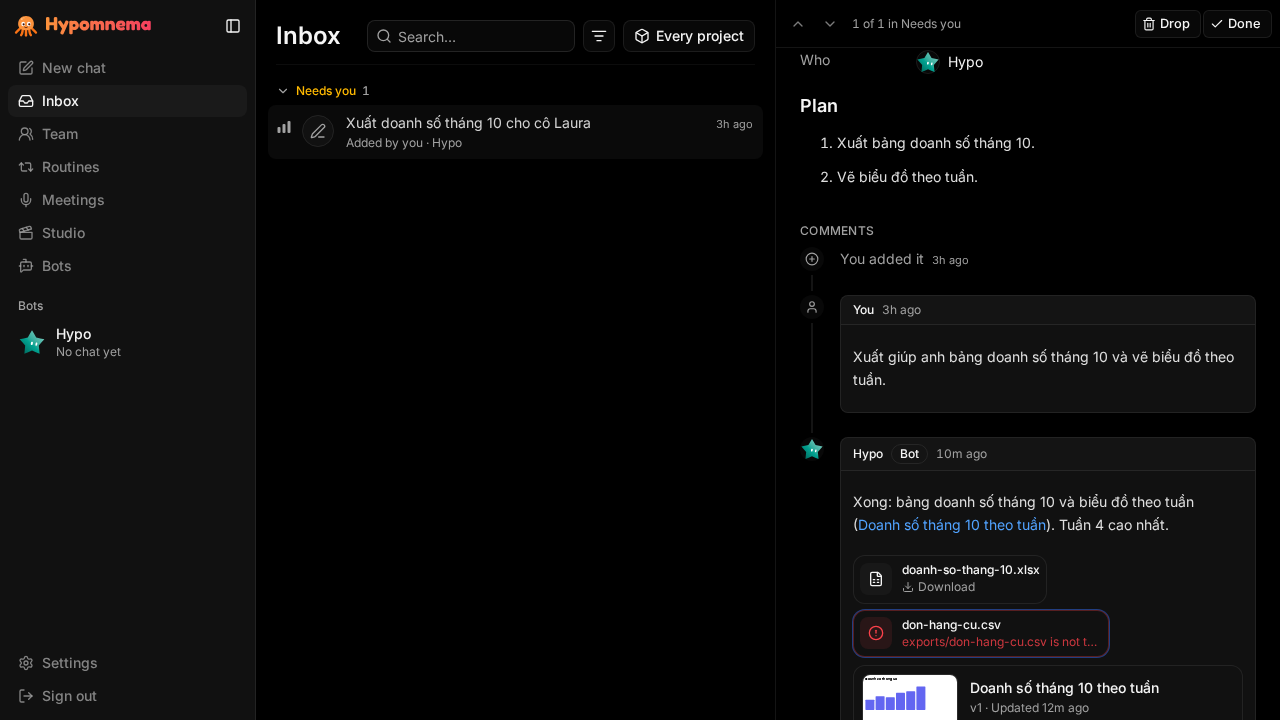 Hypomnema
New chat
Inbox
Team
Routines
Meetings
Studio
Bots
Bots
Hypo
No chat yet
Settings
Sign out
Inbox
Search...
Every project
Needs you 1
Xuất doanh số tháng 10 cho cô Laura
3h ago
Added by you · Hypo
1 of 1 in Needs you
Drop
Done
Who
Hypo
Plan
1. Xuất bảng doanh số tháng 10.
2. Vẽ biểu đồ theo tuần.
COMMENTS
You added it 3h ago
You 3h ago
Xuất giúp anh bảng doanh số tháng 10 và vẽ biểu đồ theo
tuần.
Hypo Bot 10m ago
Xong: bảng doanh số tháng 10 và biểu đồ theo tuần
(Doanh số tháng 10 theo tuần). Tuần 4 cao nhất.
doanh-so-thang-10.xlsx
Download
don-hang-cu.csv
exports/don-hang-cu.csv is not t...
Doanh số tháng 10 theo tuần
v1 · Updated 12m ago